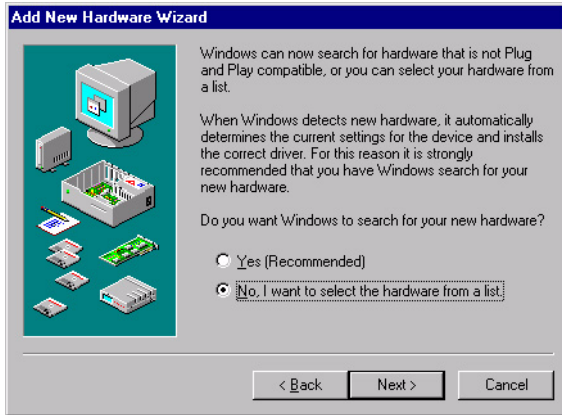 Add New Hardware Wizard
Windows can now search for hardware that is not Plug
and Play compatible, or you can select your hardware from
a list.
When Windows detects new hardware, it automatically
determines the current settings for the device and installs
the correct driver. For this reason it is strongly
recommended that you have Windows search for your
new hardware.
Do you want Windows to search for your new hardware?
Yes (Recommended)
No, I want to select the hardware from a list.
< Back
Next >
Cancel